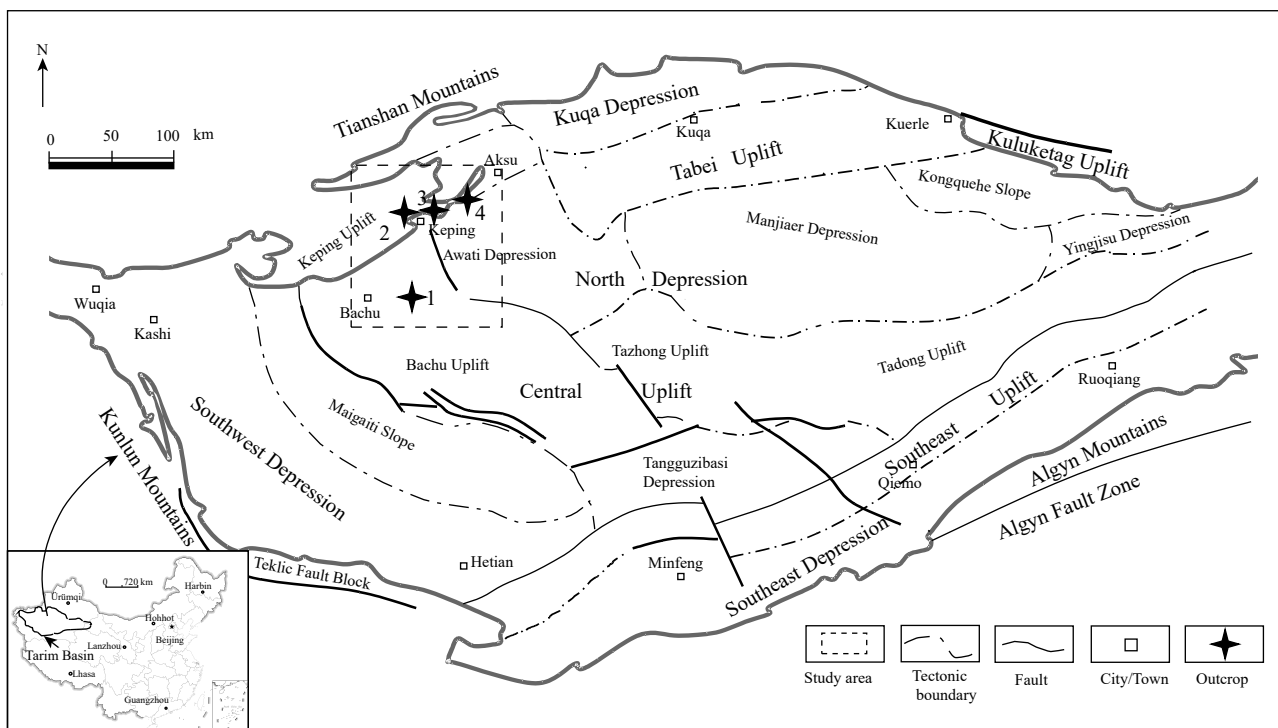 N
0 50 100 km
Tianshan Mountains
Kuqa Depression
Kuqa
Kuerle
Kuluketag Uplift
Tabei Uplift
Aksu
Kongquehe Slope
3
4
2
Keping
Keping Uplift
Manjiaer Depression
Yingjisu Depression
Awati Depression
North Depression
1
Wuqia
Bachu
Kashi
Tazhong Uplift
Tadong Uplift
Bachu Uplift
Ruoqiang
Central Uplift
Maigaiti Slope
Southwest Depression
Kunlun Mountains
Southeast Uplift
Tangguzibasi
Depression
Qiemo
Algyn Mountains
Algyn Fault Zone
Hetian
Minfeng
Southeast Depression
Teklic Fault Block
0 720 km
Ürümqi
Harbin
Hohhot
Beijing
Lanzhou
Tarim Basin
Lhasa
Guangzhou
Study area
Tectonic
boundary
Fault
City/Town
Outcrop